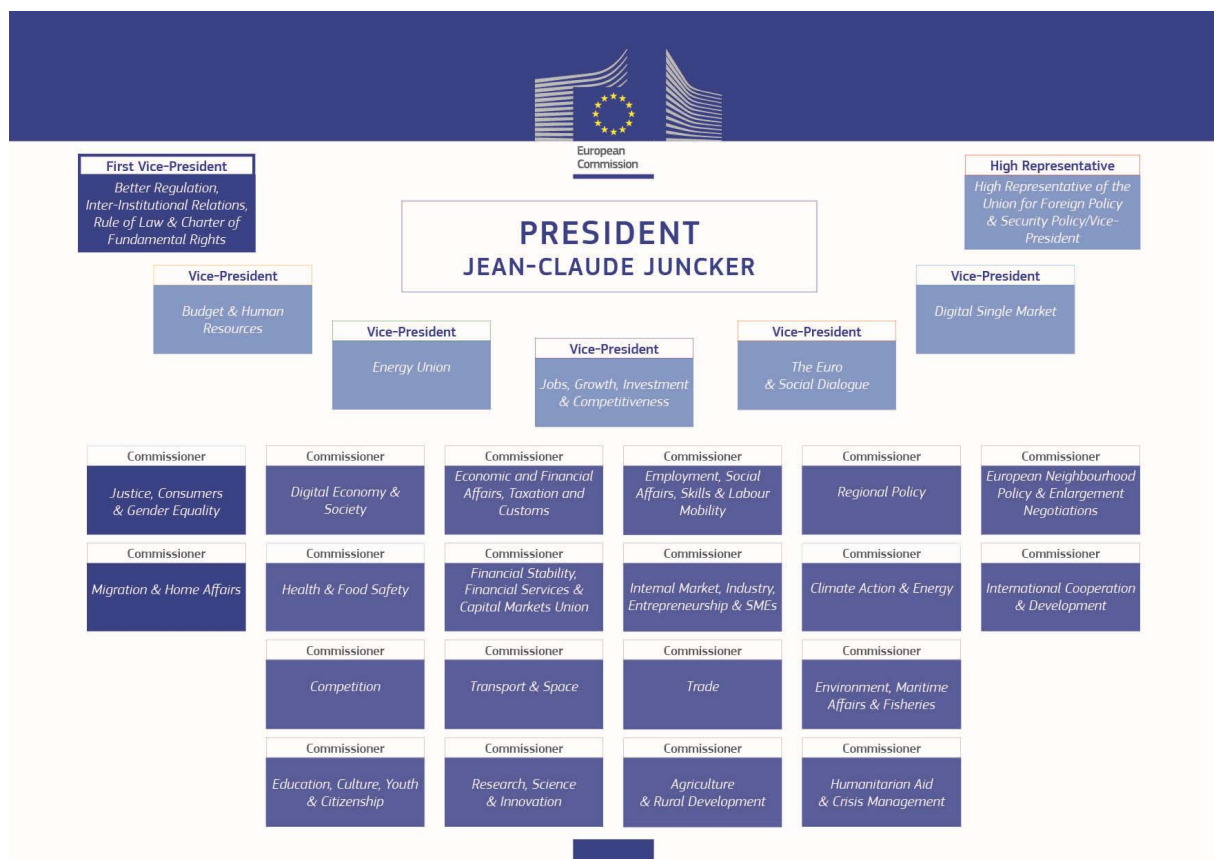 European
Commission
First Vice-President
Better Regulation,
Inter-Institutional Relations,
Rule of Law & Charter of
Fundamental Rights
High Representative
High Representative of the
Union for Foreign Policy
& Security Policy/Vice-
President
PRESIDENT
JEAN-CLAUDE JUNCKER
Vice-President
Budget & Human
Resources
Vice-President
Digital Single Market
Vice-President
Energy Union
Vice-President
Jobs, Growth, Investment
& Competitiveness
Vice-President
The Euro
& Social Dialogue
Commissioner
Justice, Consumers
& Gender Equality
Commissioner
Digital Economy &
Society
Commissioner
Economic and Financial
Affairs, Taxation and
Customs
Commissioner
Employment, Social
Affairs, Skills & Labour
Mobility
Commissioner
Regional Policy
Commissioner
European Neighbourhood
Policy & Enlargement
Negotiations
Commissioner
Migration & Home Affairs
Commissioner
Health & Food Safety
Commissioner
Financial Stability,
Financial Services &
Capital Markets Union
Commissioner
Internal Market, Industry,
Entrepreneurship & SMEs
Commissioner
Climate Action & Energy
Commissioner
International Cooperation
& Development
Commissioner
Competition
Commissioner
Transport & Space
Commissioner
Trade
Commissioner
Environment, Maritime
Affairs & Fisheries
Commissioner
Education, Culture, Youth
& Citizenship
Commissioner
Research, Science
& Innovation
Commissioner
Agriculture
& Rural Development
Commissioner
Humanitarian Aid
& Crisis Management